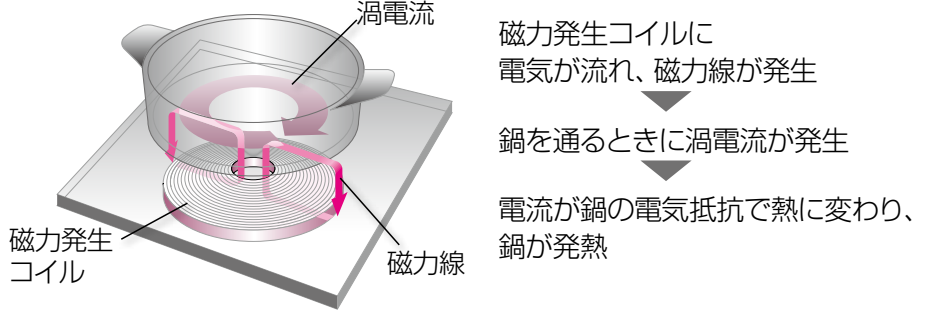 渦電流
磁力発生
コイル
磁力線
磁力発生コイルに
電気が流れ、磁力線が発生
鍋を通るときに渦電流が発生
電流が鍋の電気抵抗で熱に変わり、
鍋が発熱